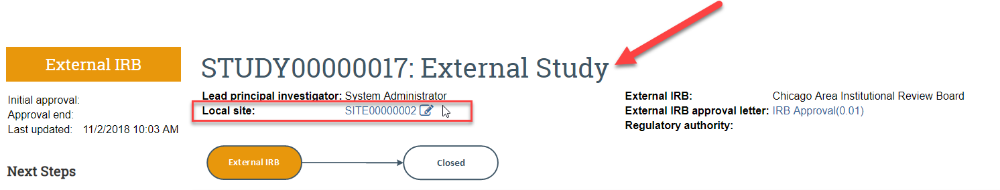 External IRB
STUDY00000017: External Study
Lead principal investigator: System Administrator
Local site: SITE00000002
External IRB: Chicago Area Institutional Review Board
External IRB approval letter: IRB Approval(0.01)
Regulatory authority:
Initial approval:
Approval end:
Last updated: 11/2/2018 10:03 AM
External IRB
Closed
Next Steps